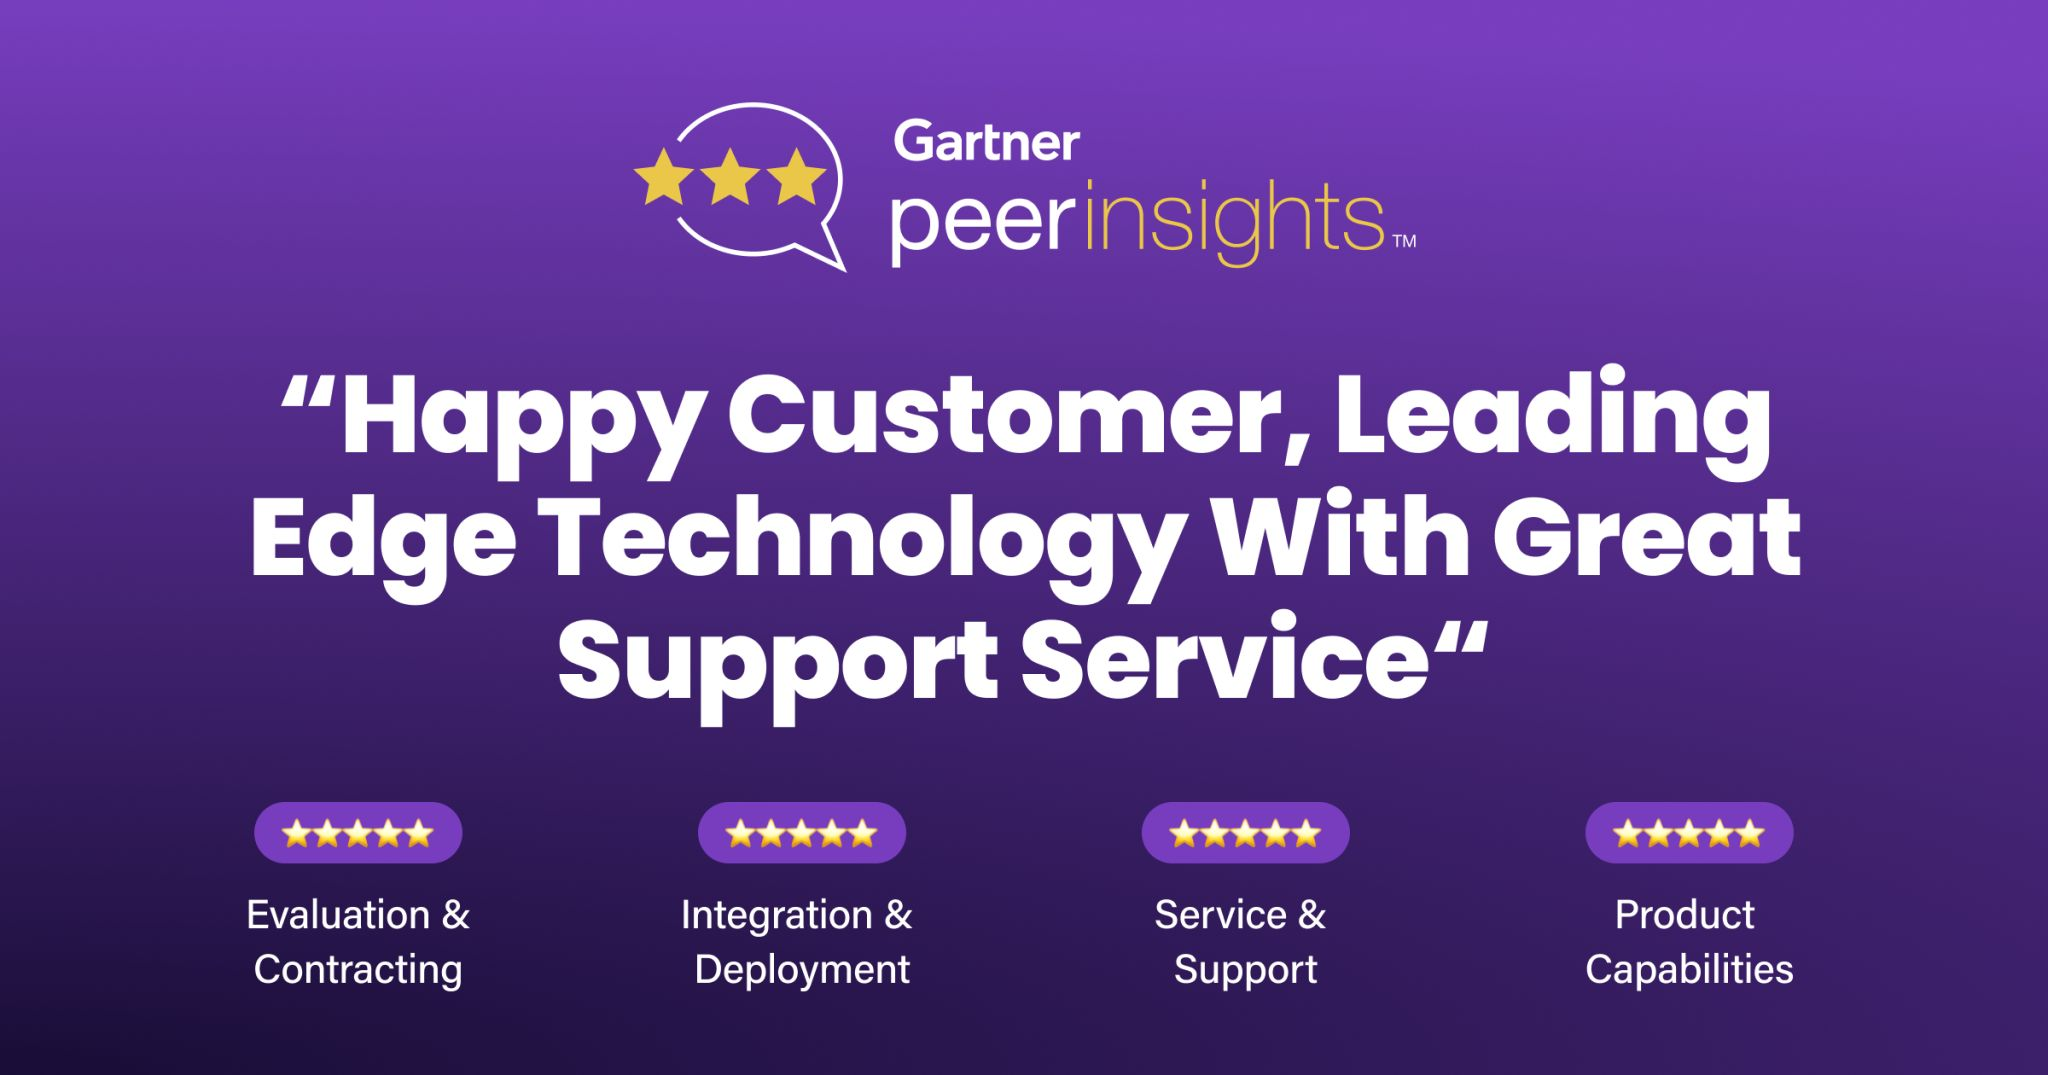 Gartner
peerinsights™
“Happy Customer, Leading
Edge Technology With Great
Support Service“
Evaluation &
Contracting
Integration &
Deployment
Service &
Support
Product
Capabilities